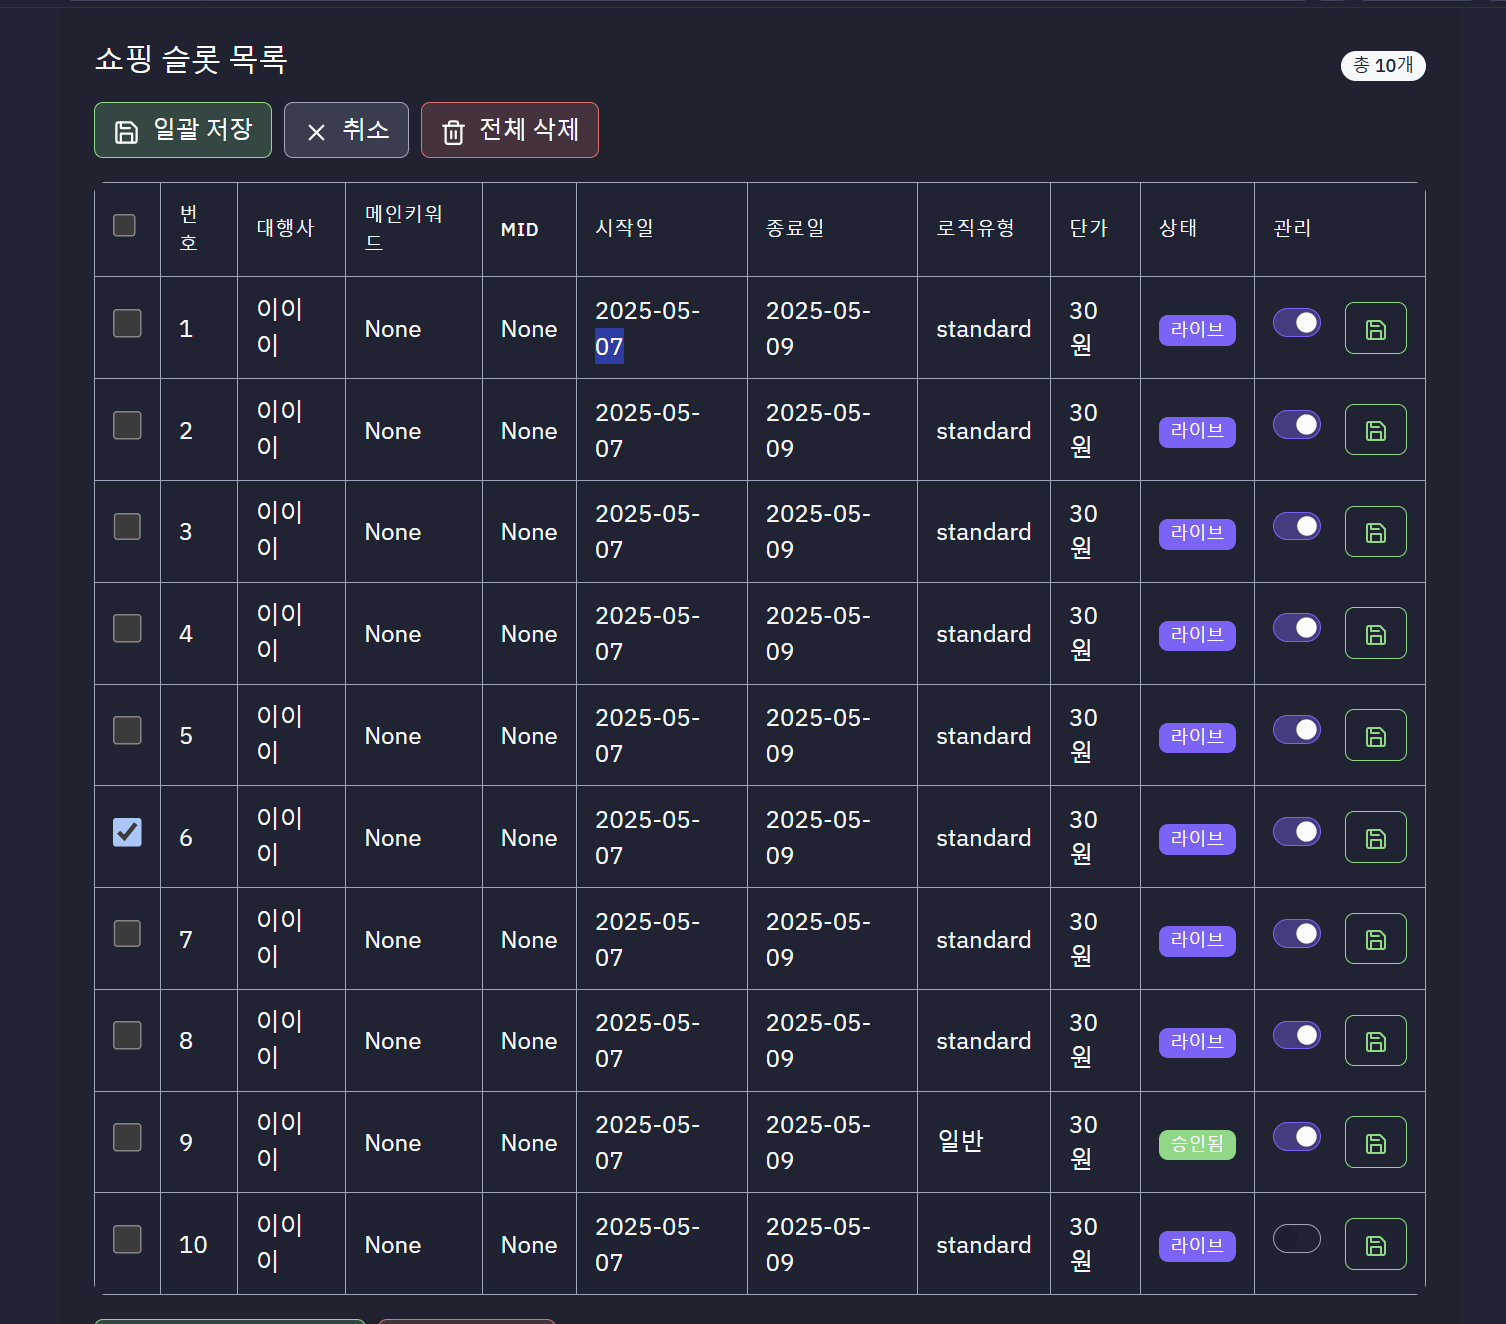 쇼핑 슬롯 목록
총 10개
일괄 저장 취소 전체 삭제
번호 대행사 메인키워드 MID 시작일 종료일 로직유형 단가 상태 관리
1 이이이 None None 2025-05-07 2025-05-09 standard 30원 라이브
2 이이이 None None 2025-05-07 2025-05-09 standard 30원 라이브
3 이이이 None None 2025-05-07 2025-05-09 standard 30원 라이브
4 이이이 None None 2025-05-07 2025-05-09 standard 30원 라이브
5 이이이 None None 2025-05-07 2025-05-09 standard 30원 라이브
6 이이이 None None 2025-05-07 2025-05-09 standard 30원 라이브
7 이이이 None None 2025-05-07 2025-05-09 standard 30원 라이브
8 이이이 None None 2025-05-07 2025-05-09 standard 30원 라이브
9 이이이 None None 2025-05-07 2025-05-09 일반 30원 승인됨
10 이이이 None None 2025-05-07 2025-05-09 standard 30원 라이브